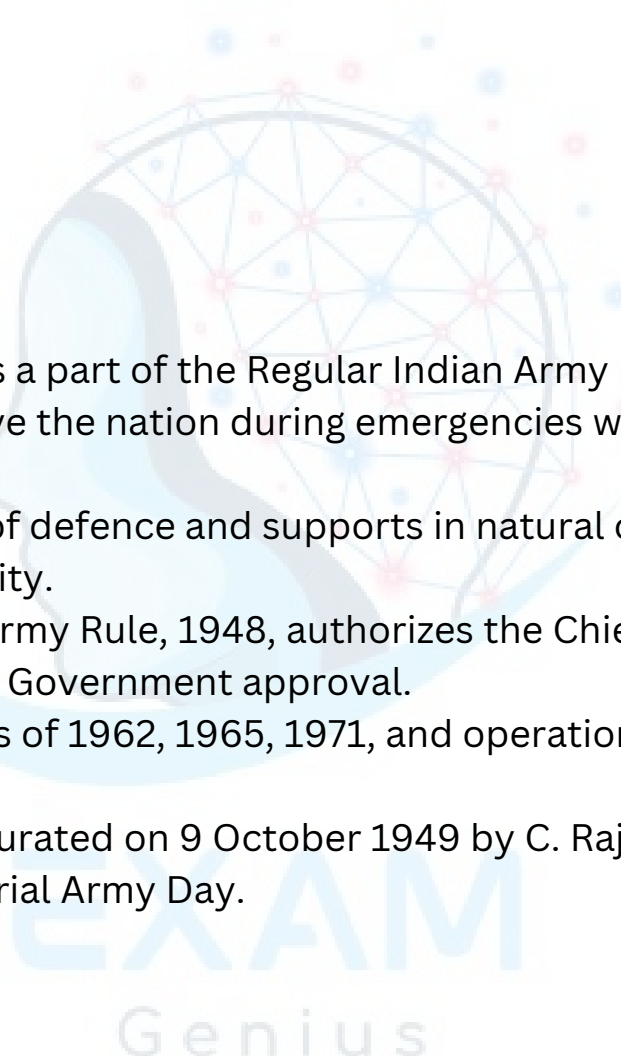 s a part of the Regular Indian Army
ve the nation during emergencies w
of defence and supports in natural c
ity.
rmy Rule, 1948, authorizes the Chie
Government approval.
s of 1962, 1965, 1971, and operation
urated on 9 October 1949 by C. Raj
rial Army Day.
EXAM
Genius